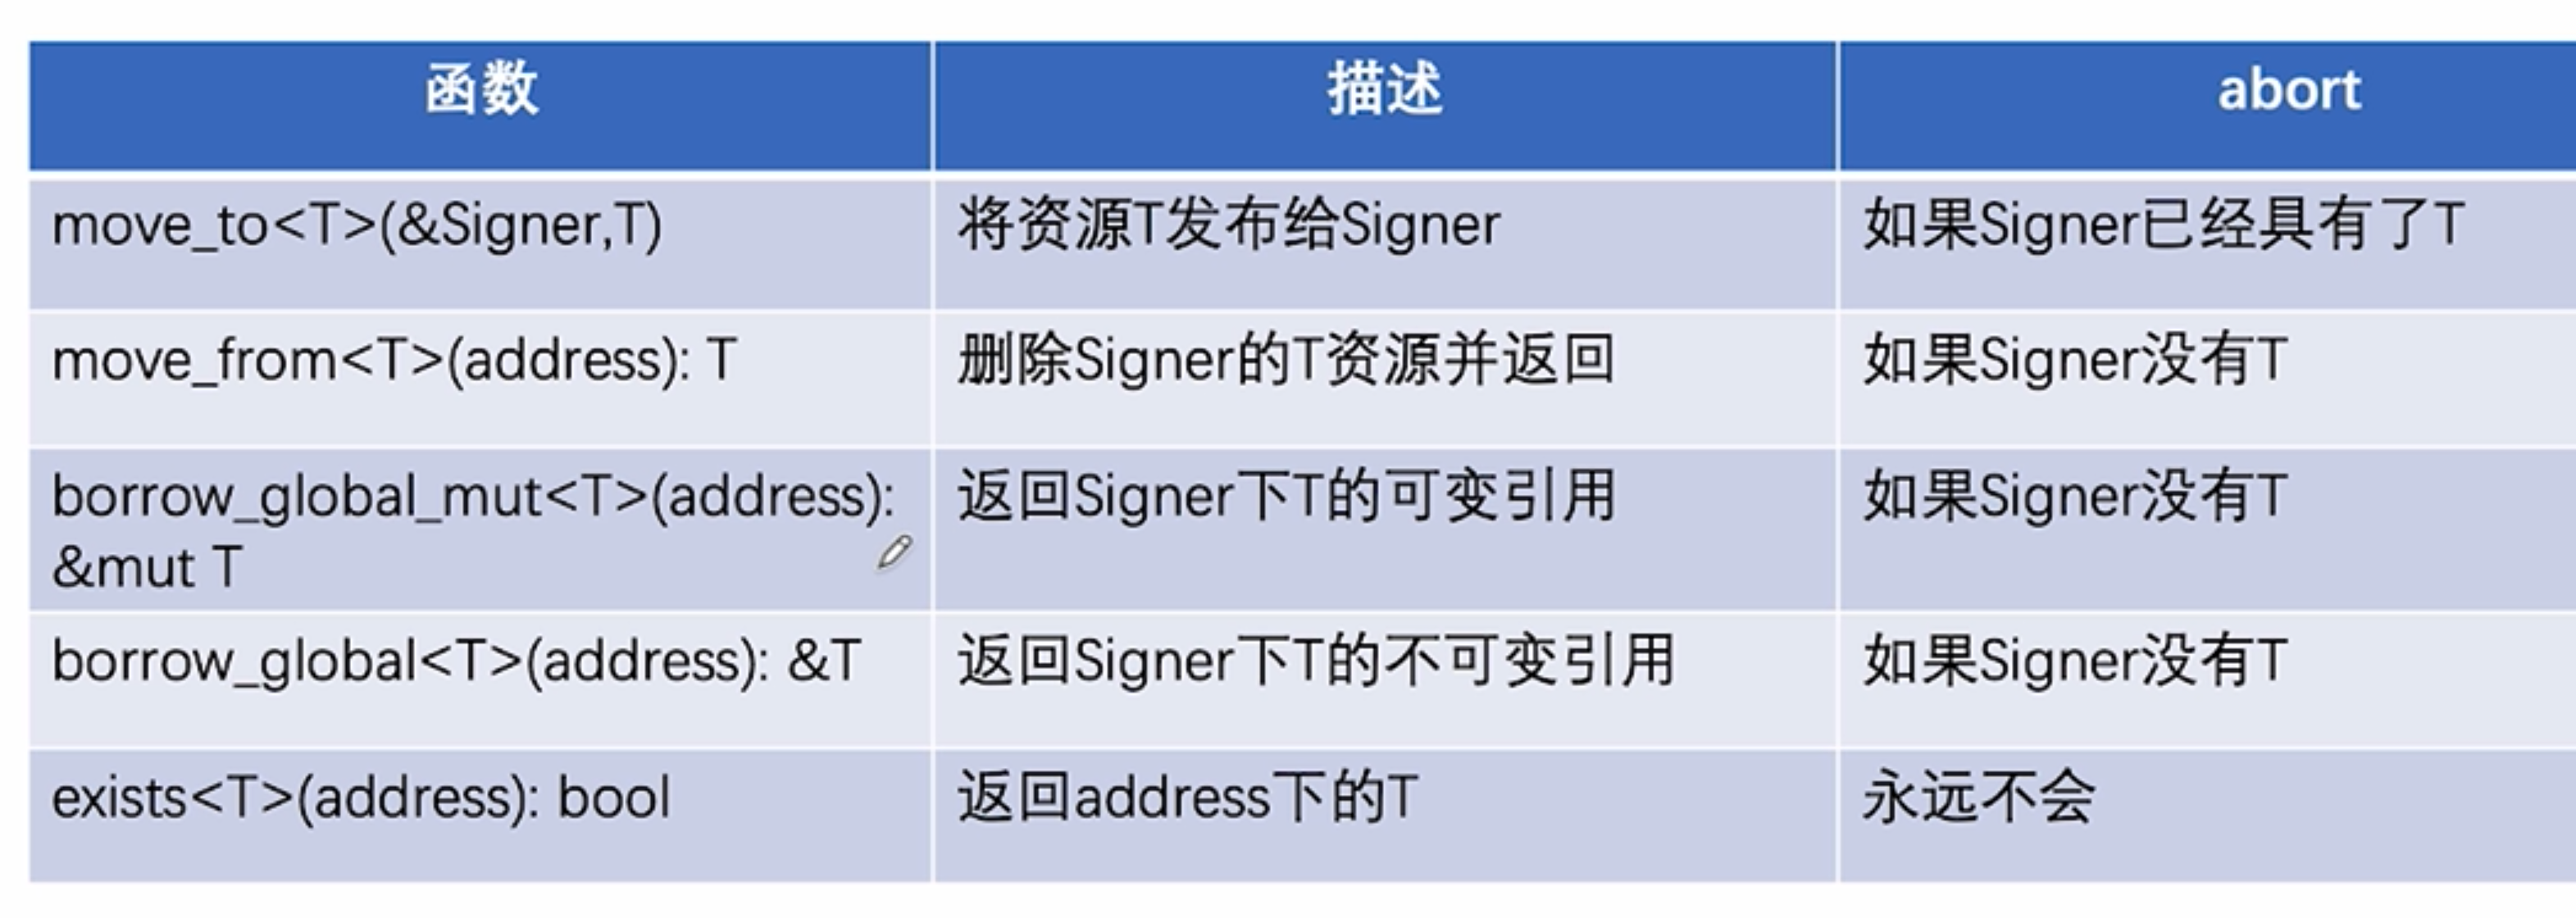 函数 描述 abort
move_to<T>(&Signer,T) 将资源T发布给Signer 如果Signer已经具有了T
move_from<T>(address): T 删除Signer的T资源并返回 如果Signer没有T
borrow_global_mut<T>(address): 返回Signer下T的可变引用 如果Signer没有T
&mut T
borrow_global<T>(address): &T 返回Signer下T的不可变引用 如果Signer没有T
exists<T>(address): bool 返回address下的T 永远不会